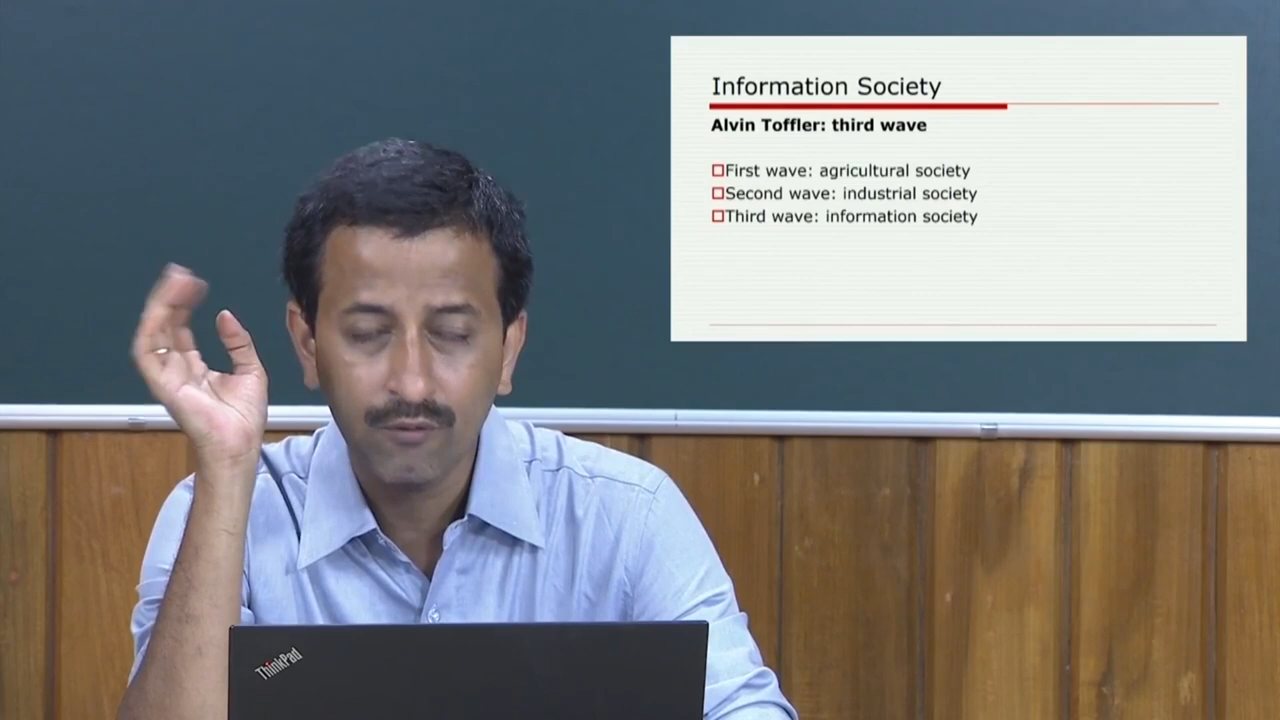 Information Society
Alvin Toffler: third wave
First wave: agricultural society
Second wave: industrial society
Third wave: information society
ThinkPad